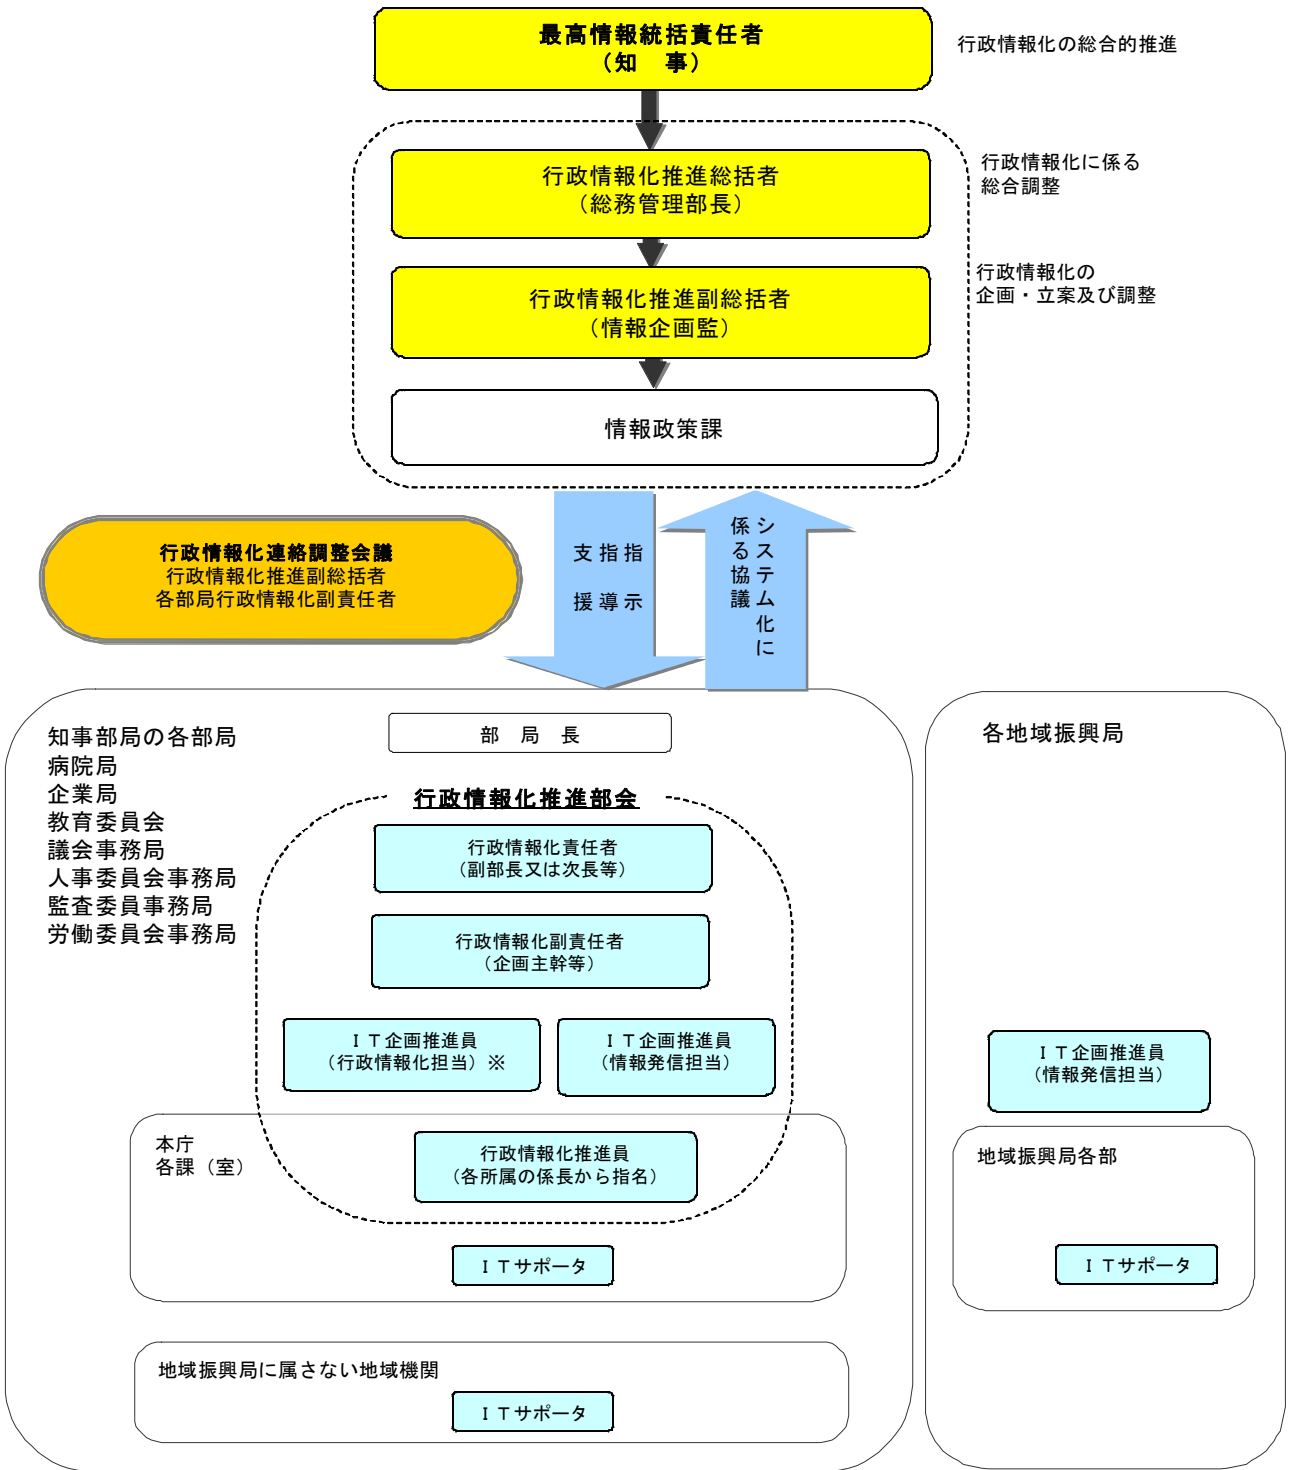 最高情報統括責任者
（知　事）
行政情報化の総合的推進
行政情報化推進総括者
（総務管理部長）
行政情報化に係る
総合調整
行政情報化推進副総括者
（情報企画監）
行政情報化の
企画・立案及び調整
情報政策課
行政情報化連絡調整会議
行政情報化推進副総括者
各部局行政情報化副責任者
指示
指導
支援
システム化に
係る協議
部　局　長
知事部局の各部局
病院局
企業局
教育委員会
議会事務局
人事委員会事務局
監査委員事務局
労働委員会事務局
行政情報化推進部会
行政情報化責任者
（副部長又は次長等）
行政情報化副責任者
（企画主幹等）
ＩＴ企画推進員
（行政情報化担当）※
ＩＴ企画推進員
（情報発信担当）
本庁
各課（室）
行政情報化推進員
（各所属の係長から指名）
ＩＴサポータ
地域振興局に属さない地域機関
ＩＴサポータ
各地域振興局
ＩＴ企画推進員
（情報発信担当）
地域振興局各部
ＩＴサポータ